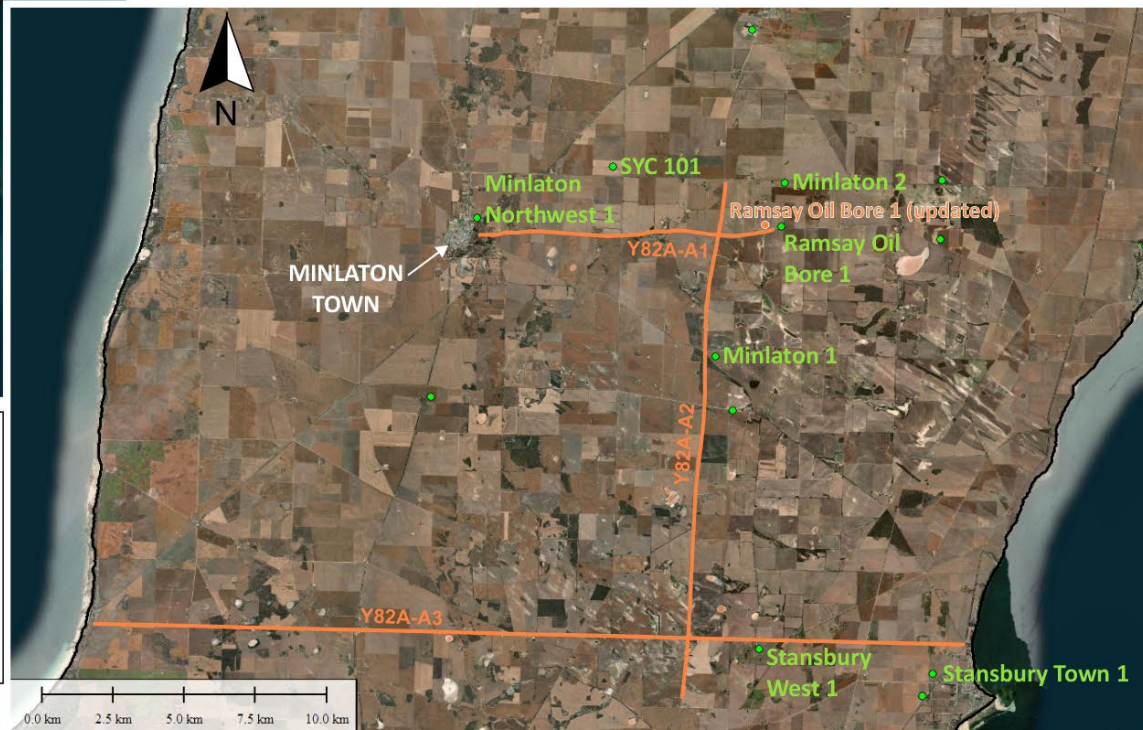 N
SYC 101
Minlaton
Northwest 1
Minlaton 2
Ramsay Oil Bore 1 (updated)
Y82A-A1
Ramsay Oil
Bore 1
MINLATON
TOWN
Minlaton 1
Y82A-A2
Y82A-A3
Stansbury
West 1
Stansbury Town 1
0.0 km 2.5 km 5.0 km 7.5 km 10.0 km